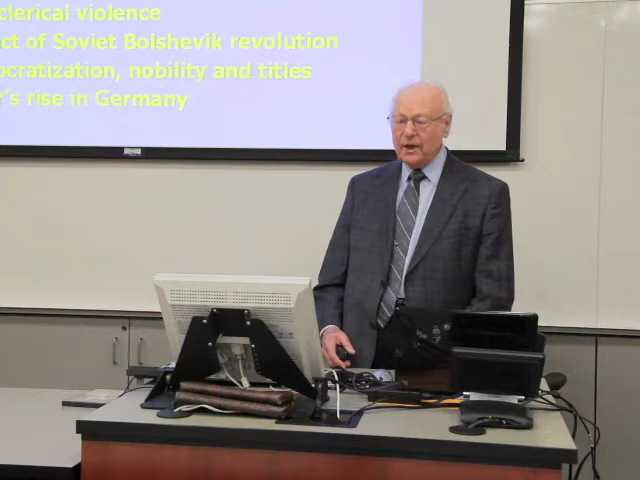 clerical violence
ct of Soviet Bolshevik revolution
ocratization, nobility and titles
r's rise in Germany